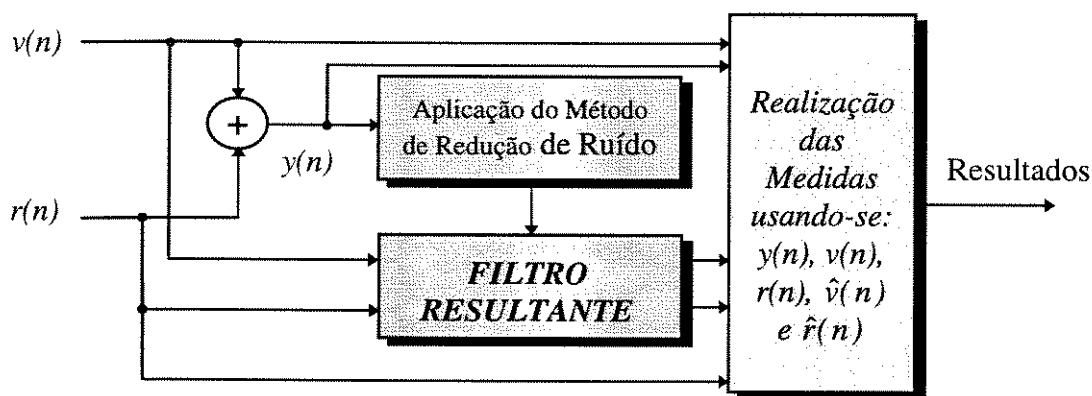 v(n)
r(n)
+
y(n)
Aplicação do Método
de Redução de Ruído
FILTRO
RESULTANTE
Realização
das
Medidas
usando-se:
y(n), v(n),
r(n), v̂(n)
e r̂(n)
Resultados